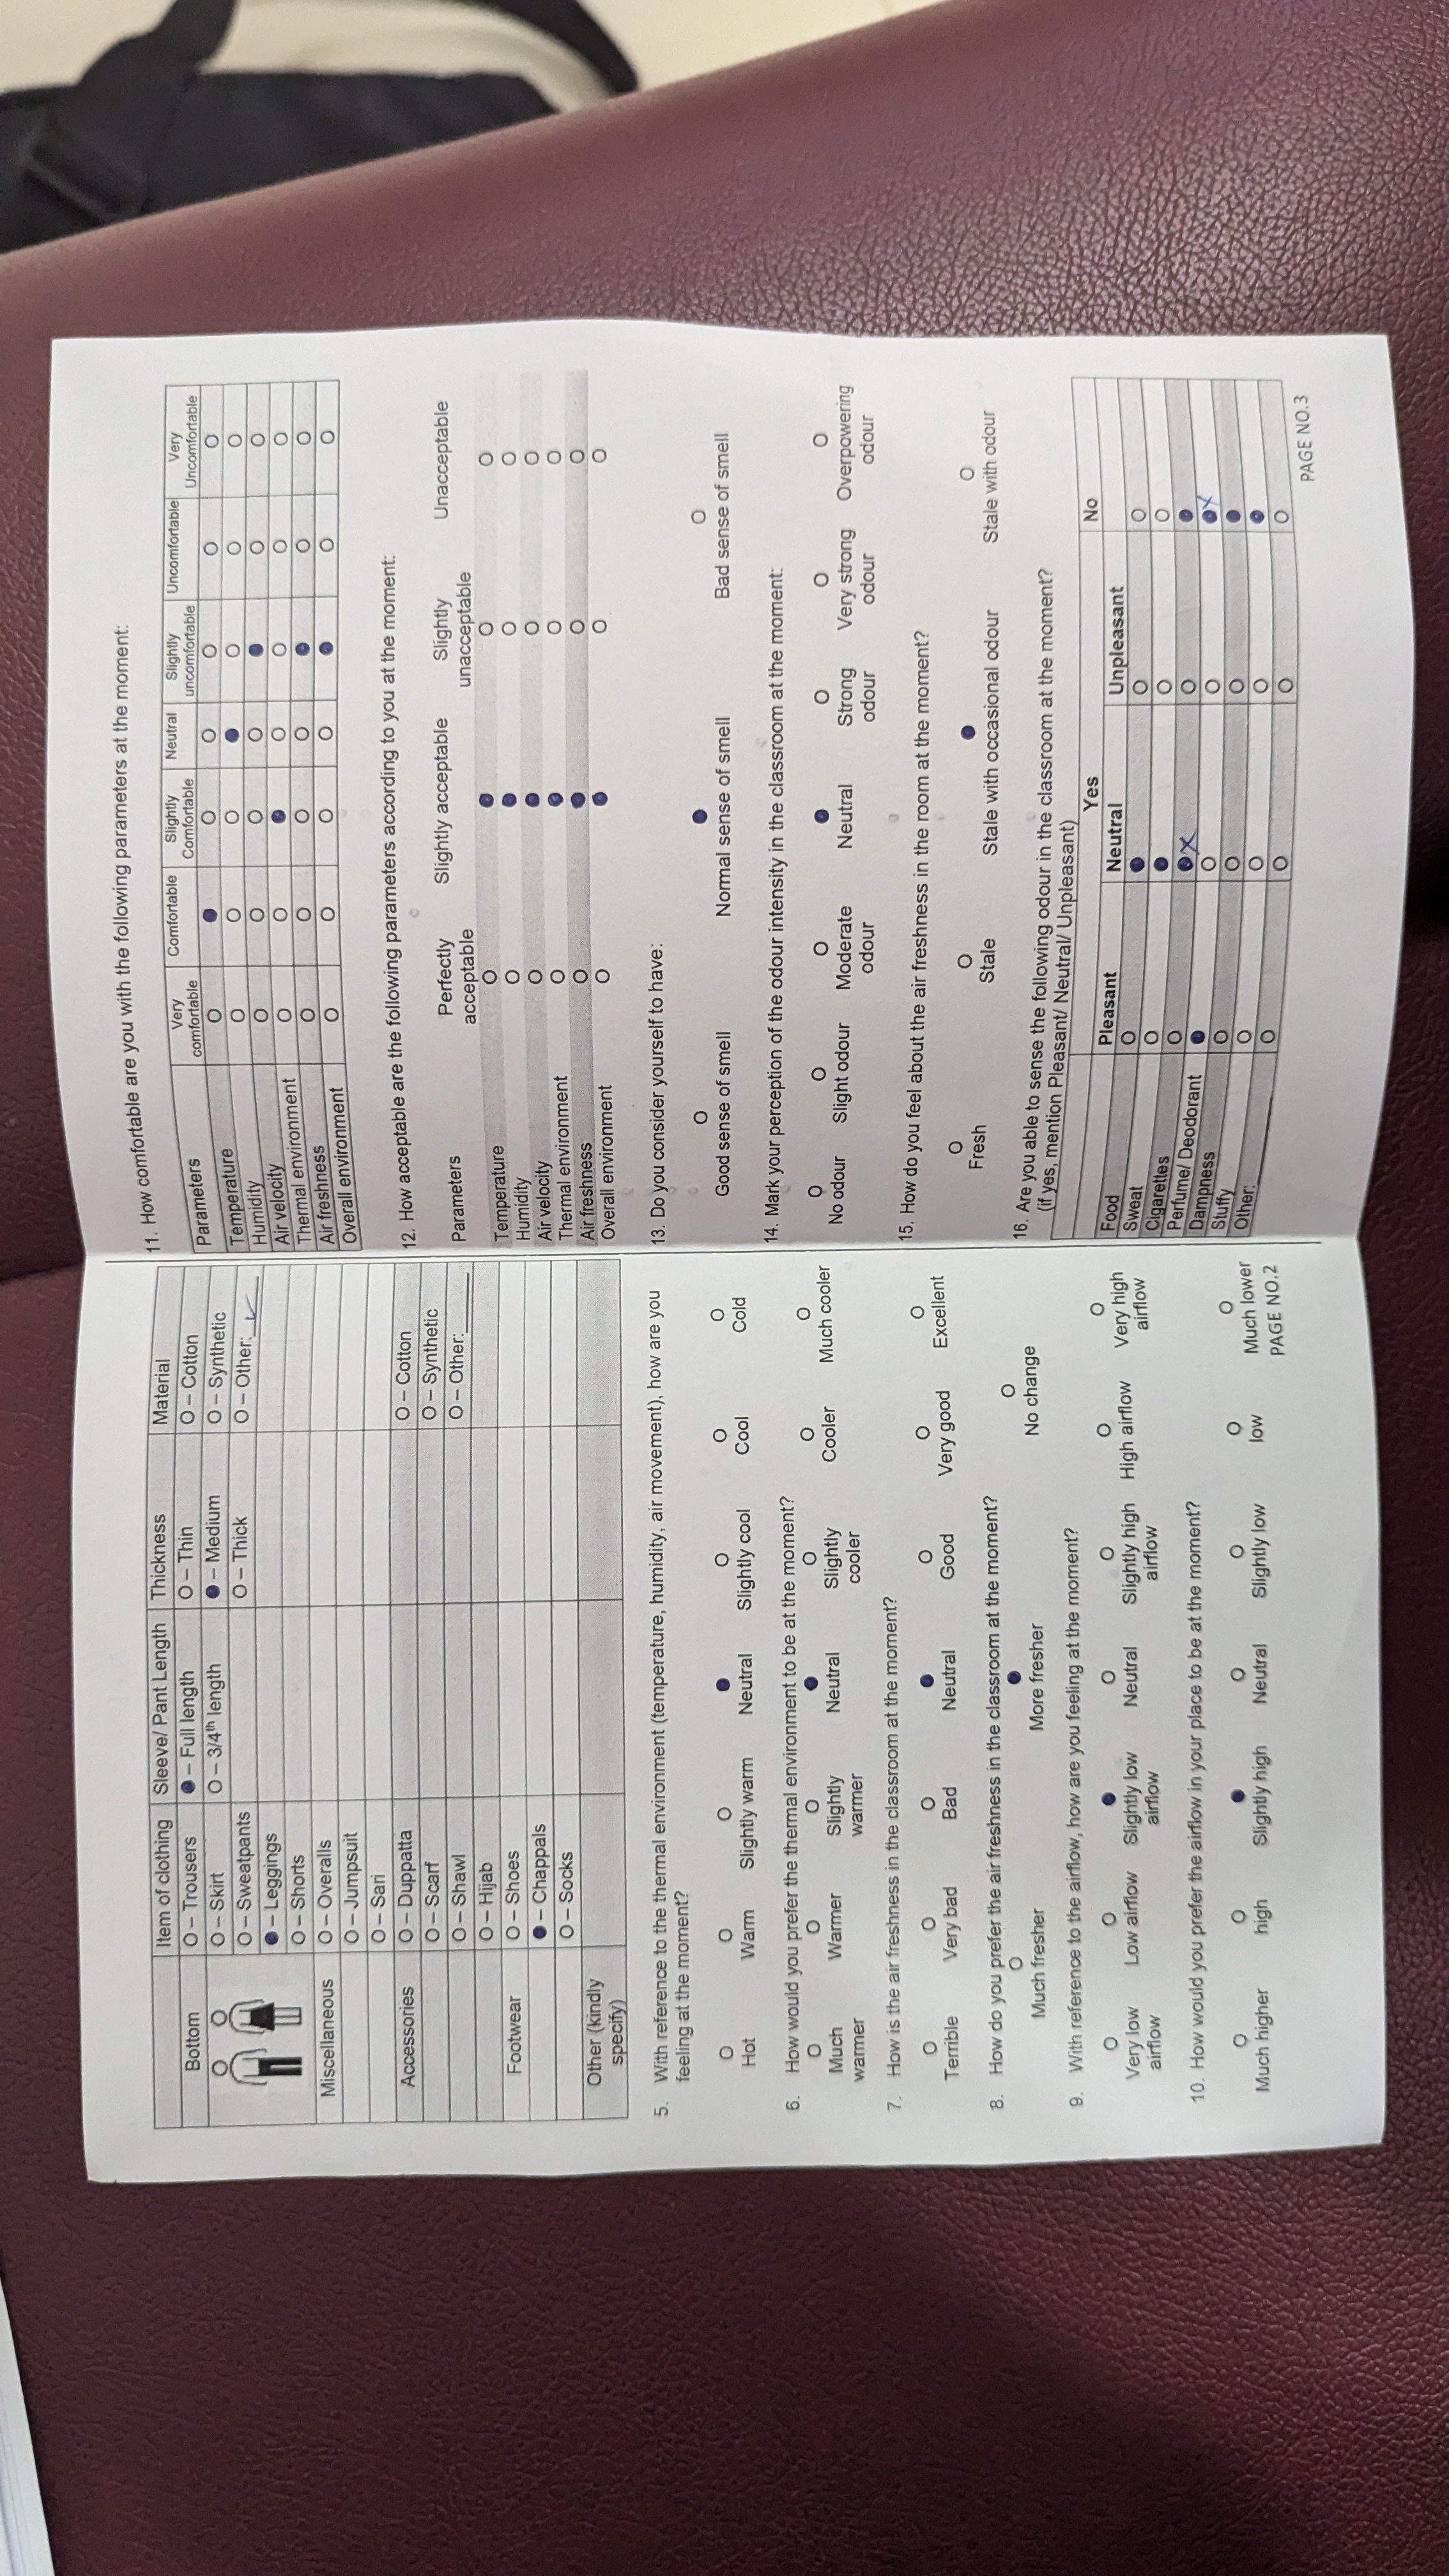 Item of clothing Sleeve/ Pant Length Thickness Material
Bottom O – Trousers ● – Full length O – Thin O – Cotton
O – Skirt O – 3/4th length ● – Medium O – Synthetic
O – Sweatpants O – Thick O – Other:
● – Leggings
O – Shorts
Miscellaneous O – Overalls
O – Jumpsuit
O – Sari
Accessories O – Duppatta O – Cotton
O – Scarf O – Synthetic
O – Shawl O – Other:
O – Hijab
Footwear O – Shoes
● – Chappals
O – Socks
Other (kindly
specify)
5. With reference to the thermal environment (temperature, humidity, air movement), how are you
feeling at the moment?
O O O ● O O O
Hot Warm Slightly warm Neutral Slightly cool Cool Cold
6. How would you prefer the thermal environment to be at the moment?
O O O ● O O O
Much Warmer Slightly Neutral Slightly Cooler Much cooler
warmer warmer cooler
7. How is the air freshness in the classroom at the moment?
O O O ● O O O
Terrible Very bad Bad Neutral Good Very good Excellent
8. How do you prefer the air freshness in the classroom at the moment?
O ● O
Much fresher More fresher No change
9. With reference to the airflow, how are you feeling at the moment?
O O ● O O O O
Very low Low airflow Slightly low Neutral Slightly high High airflow Very high
airflow airflow airflow airflow
10. How would you prefer the airflow in your place to be at the moment?
O O ● O O O O
Much higher high Slightly high Neutral Slightly low low Much lower
PAGE NO.2
11. How comfortable are you with the following parameters at the moment:
Parameters Very Comfortable Slightly Neutral Slightly Uncomfortable Very
comfortable Comfortable uncomfortable Uncomfortable
O ● O O O O O
Temperature O O O ● O O O
Humidity O O O O ● O O
Air velocity O O ● O O O O
Thermal environment O O O O ● O O
Air freshness O O O O ● O O
Overall environment
12. How acceptable are the following parameters according to you at the moment:
Parameters Perfectly Slightly acceptable Slightly Unacceptable
acceptable unacceptable
Temperature O ● O O
Humidity O ● O O
Air velocity O ● O O
Thermal environment O ● O O
Air freshness O ● O O
Overall environment O ● O O
13. Do you consider yourself to have:
O ● O
Good sense of smell Normal sense of smell Bad sense of smell
14. Mark your perception of the odour intensity in the classroom at the moment:
O O O ● O O O
No odour Slight odour Moderate Neutral Strong Very strong Overpowering
odour odour odour odour
15. How do you feel about the air freshness in the room at the moment?
O O ● O
Fresh Stale Stale with occasional odour Stale with odour
16. Are you able to sense the following odour in the classroom at the moment?
(if yes, mention Pleasant/ Neutral/ Unpleasant)
Yes No
Pleasant Neutral Unpleasant
Food O ● O O
Sweat O ● O O
Cigarettes O ● X O ●
Perfume/ Deodorant ● O O ● X
Dampness O O O ●
Stuffy O O O ●
Other: O O O O
PAGE NO.3